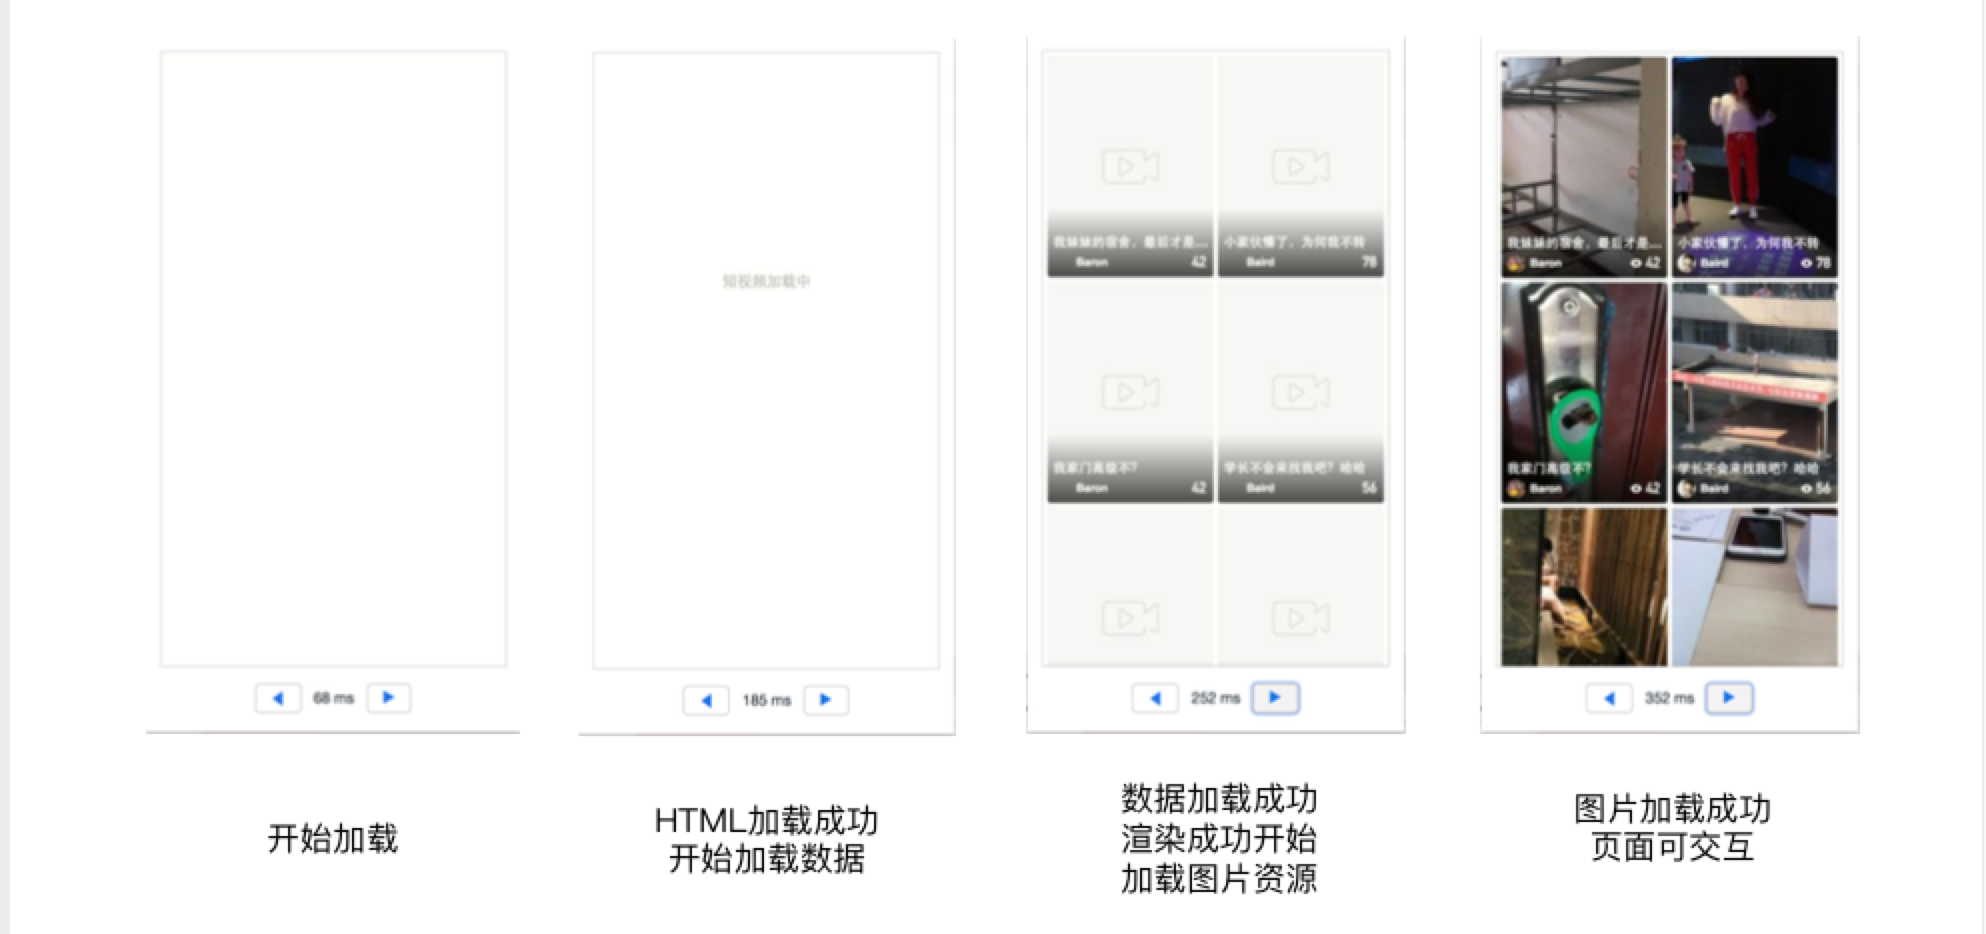 短视频加载中
我妹妹的宿舍，最后才是...
Baron 42
小家伙懂了，为何我不转
Baird 78
我家门高级不？
Baron 42
学长不会来找我吧？哈哈
Baird 56
我妹妹的宿舍，最后才是...
Baron 42
小家伙懂了，为何我不转
Baird 78
我家门高级不？
Baron 42
学长不会来找我吧？哈哈
Baird 56
68 ms
185 ms
252 ms
352 ms
开始加载
HTML加载成功
开始加载数据
数据加载成功
渲染成功开始
加载图片资源
图片加载成功
页面可交互